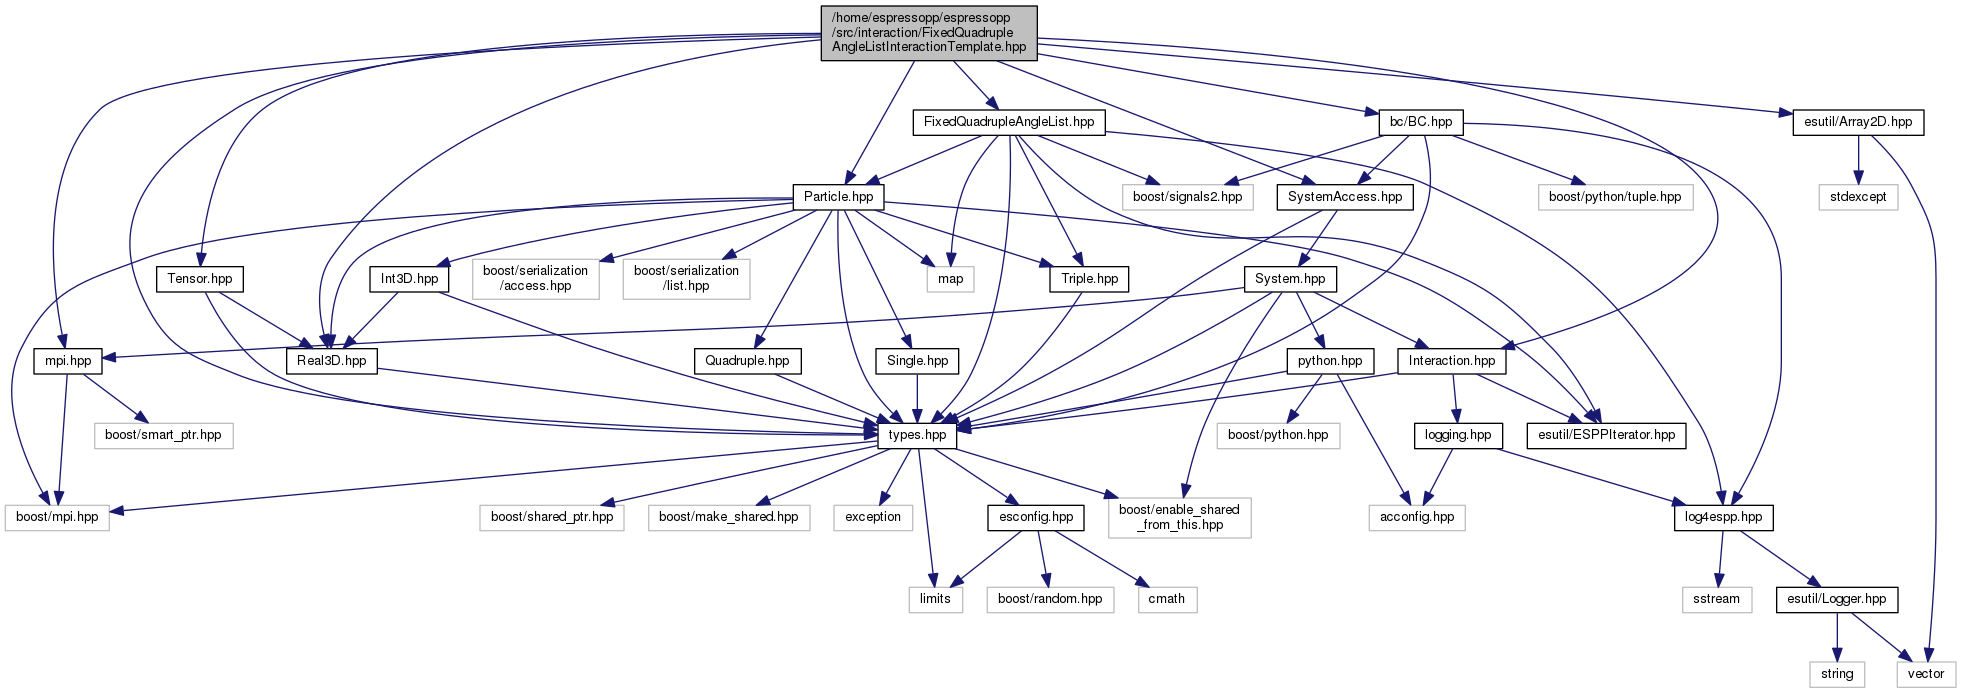 /home/espressopp/espressopp
/src/interaction/FixedQuadruple
AngleListInteractionTemplate.hpp
FixedQuadrupleAngleList.hpp
bc/BC.hpp
esutil/Array2D.hpp
Particle.hpp
boost/signals2.hpp
SystemAccess.hpp
boost/python/tuple.hpp
stdexcept
Tensor.hpp
Int3D.hpp
boost/serialization
/access.hpp
boost/serialization
/list.hpp
map
Triple.hpp
System.hpp
mpi.hpp
Real3D.hpp
Quadruple.hpp
Single.hpp
python.hpp
Interaction.hpp
boost/smart_ptr.hpp
types.hpp
boost/python.hpp
logging.hpp
esutil/ESPPIterator.hpp
boost/mpi.hpp
boost/shared_ptr.hpp
boost/make_shared.hpp
exception
esconfig.hpp
boost/enable_shared
_from_this.hpp
acconfig.hpp
log4espp.hpp
limits
boost/random.hpp
cmath
sstream
esutil/Logger.hpp
string
vector